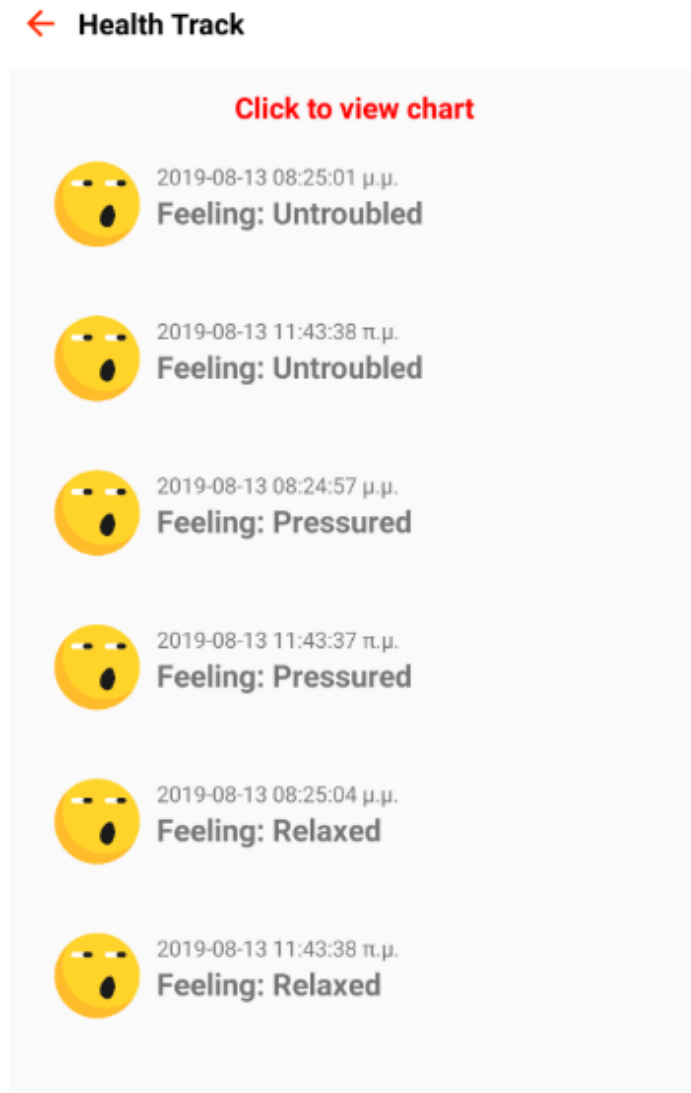 Health Track
Click to view chart
2019-08-13 08:25:01 μ.μ.
Feeling: Untroubled
2019-08-13 11:43:38 π.μ.
Feeling: Untroubled
2019-08-13 08:24:57 μ.μ.
Feeling: Pressured
2019-08-13 11:43:37 π.μ.
Feeling: Pressured
2019-08-13 08:25:04 μ.μ.
Feeling: Relaxed
2019-08-13 11:43:38 π.μ.
Feeling: Relaxed